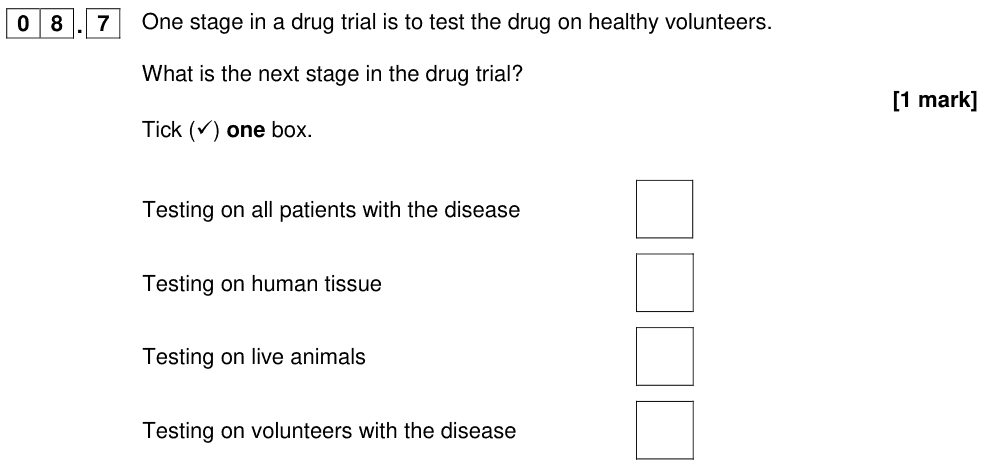 08.7 One stage in a drug trial is to test the drug on healthy volunteers.
What is the next stage in the drug trial?
[1 mark]
Tick (✓) one box.
Testing on all patients with the disease
Testing on human tissue
Testing on live animals
Testing on volunteers with the disease